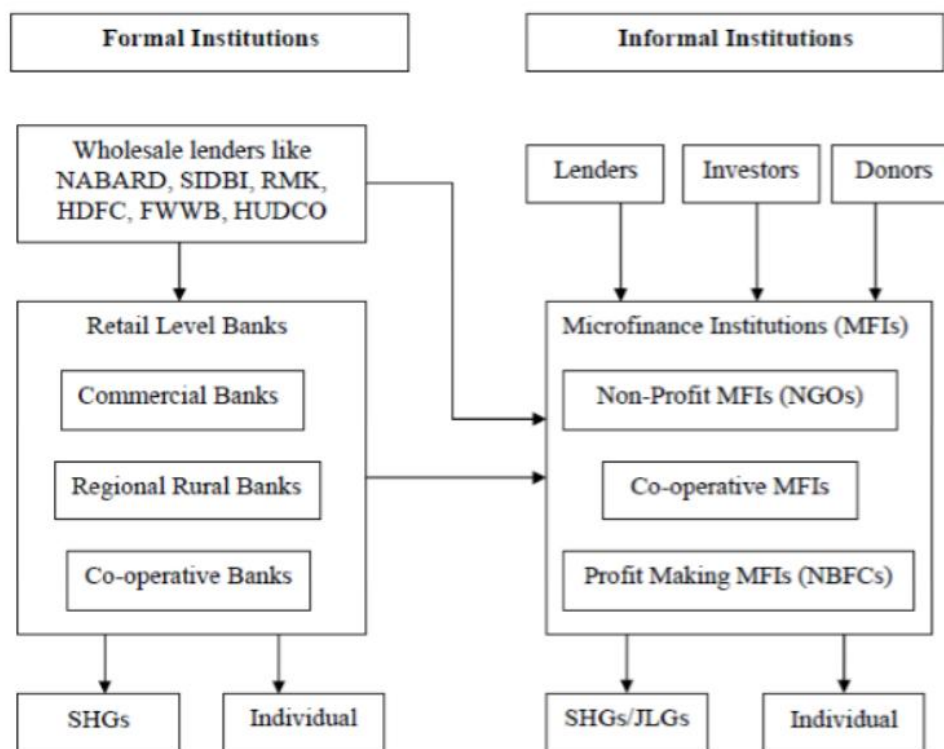 Formal Institutions
Informal Institutions
Wholesale lenders like
NABARD, SIDBI, RMK,
HDFC, FWWB, HUDCO
Lenders
Investors
Donors
Retail Level Banks
Commercial Banks
Regional Rural Banks
Co-operative Banks
Microfinance Institutions (MFIs)
Non-Profit MFIs (NGOs)
Co-operative MFIs
Profit Making MFIs (NBFCs)
SHGs
Individual
SHGs/JLGs
Individual